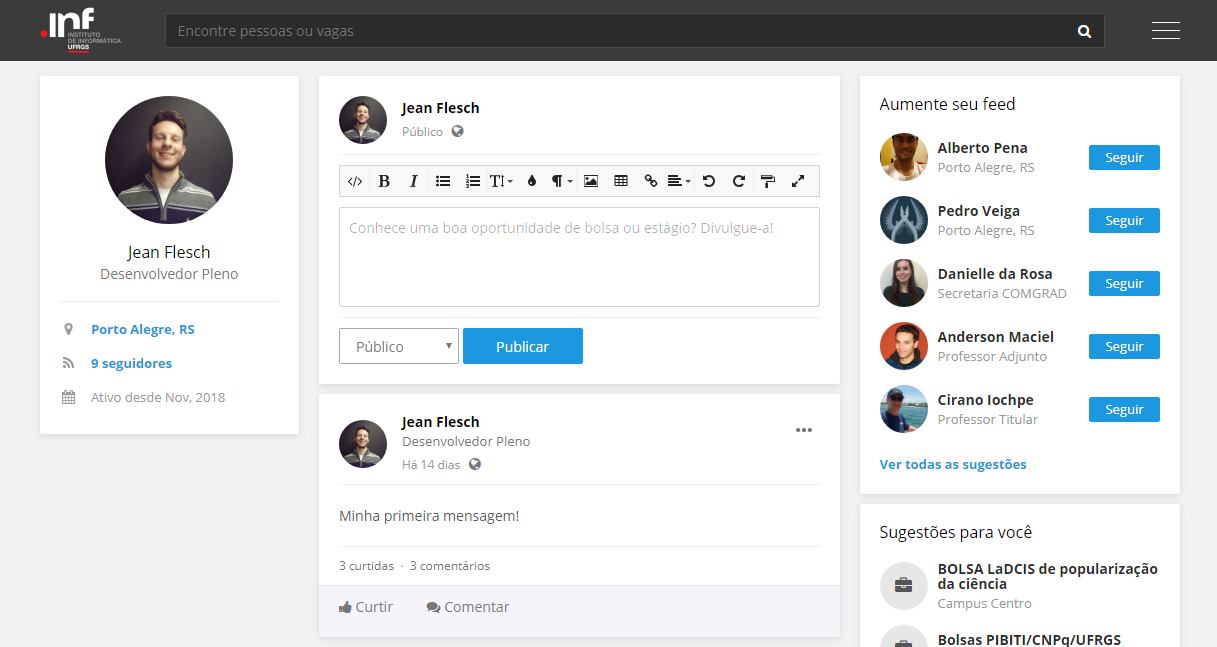 .inf
INSTITUTO
DE INFORMÁTICA
UFRGS
Encontre pessoas ou vagas
Jean Flesch
Desenvolvedor Pleno
Porto Alegre, RS
9 seguidores
Ativo desde Nov, 2018
Jean Flesch
Público
Conhece uma boa oportunidade de bolsa ou estágio? Divulgue-a!
Público
Publicar
Jean Flesch
Desenvolvedor Pleno
Há 14 dias
Minha primeira mensagem!
3 curtidas · 3 comentários
Curtir Comentar
Aumente seu feed
Alberto Pena
Porto Alegre, RS
Seguir
Pedro Veiga
Porto Alegre, RS
Seguir
Danielle da Rosa
Secretaria COMGRAD
Seguir
Anderson Maciel
Professor Adjunto
Seguir
Cirano Iochpe
Professor Titular
Seguir
Ver todas as sugestões
Sugestões para você
BOLSA LaDCIS de popularização
da ciência
Campus Centro
Bolsas PIBITI/CNPq/UFRGS